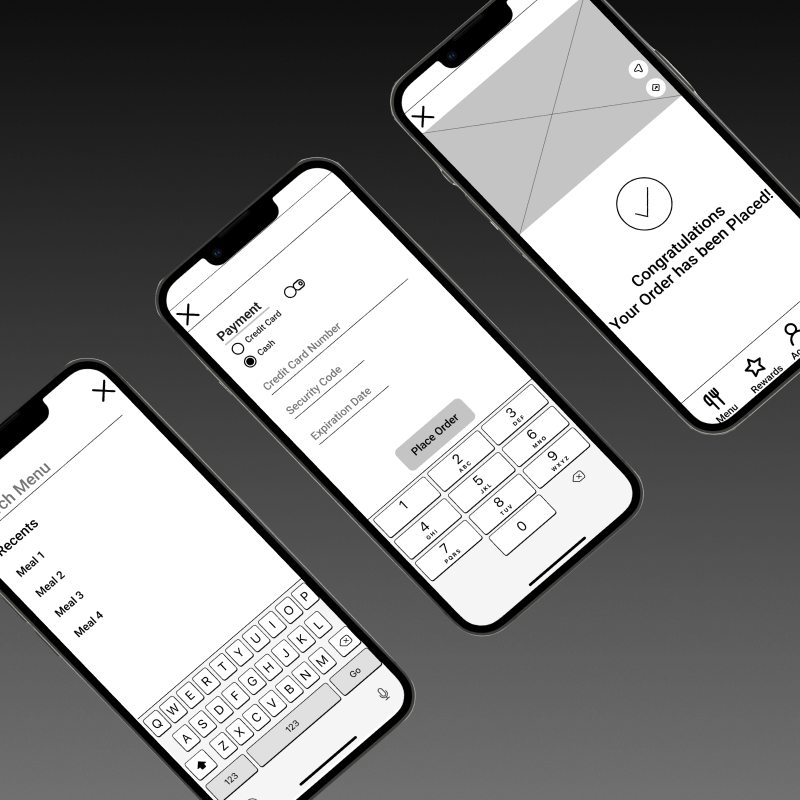 ch Menu
Recents
Meal 1
Meal 2
Meal 3
Meal 4
Q W E R T Y U I O P
A S D F G H J K L
Z X C V B N M
123 123 Go
Payment
Credit Card
Cash
Credit Card Number
Security Code
Expiration Date
Place Order
1 2 ABC 3 DEF
4 GHI 5 JKL 6 MNO
7 PQRS 8 TUV 9 WXYZ
0
Congratulations
Your Order has been Placed!
Menu Rewards Ac